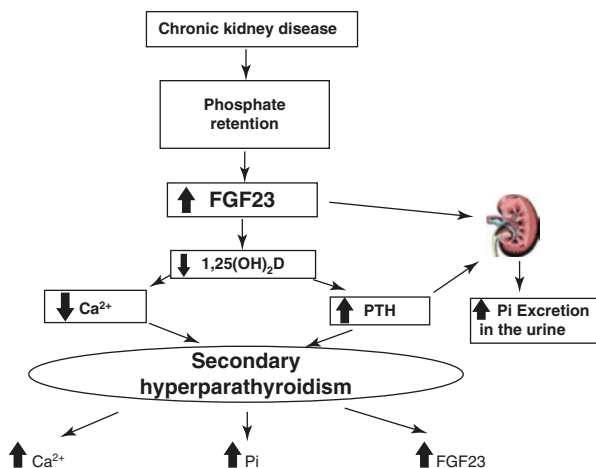 Chronic kidney disease
Phosphate
retention
FGF23
1,25(OH)₂D
Ca²⁺
PTH
Pi Excretion
in the urine
Secondary
hyperparathyroidism
Ca²⁺
Pi
FGF23